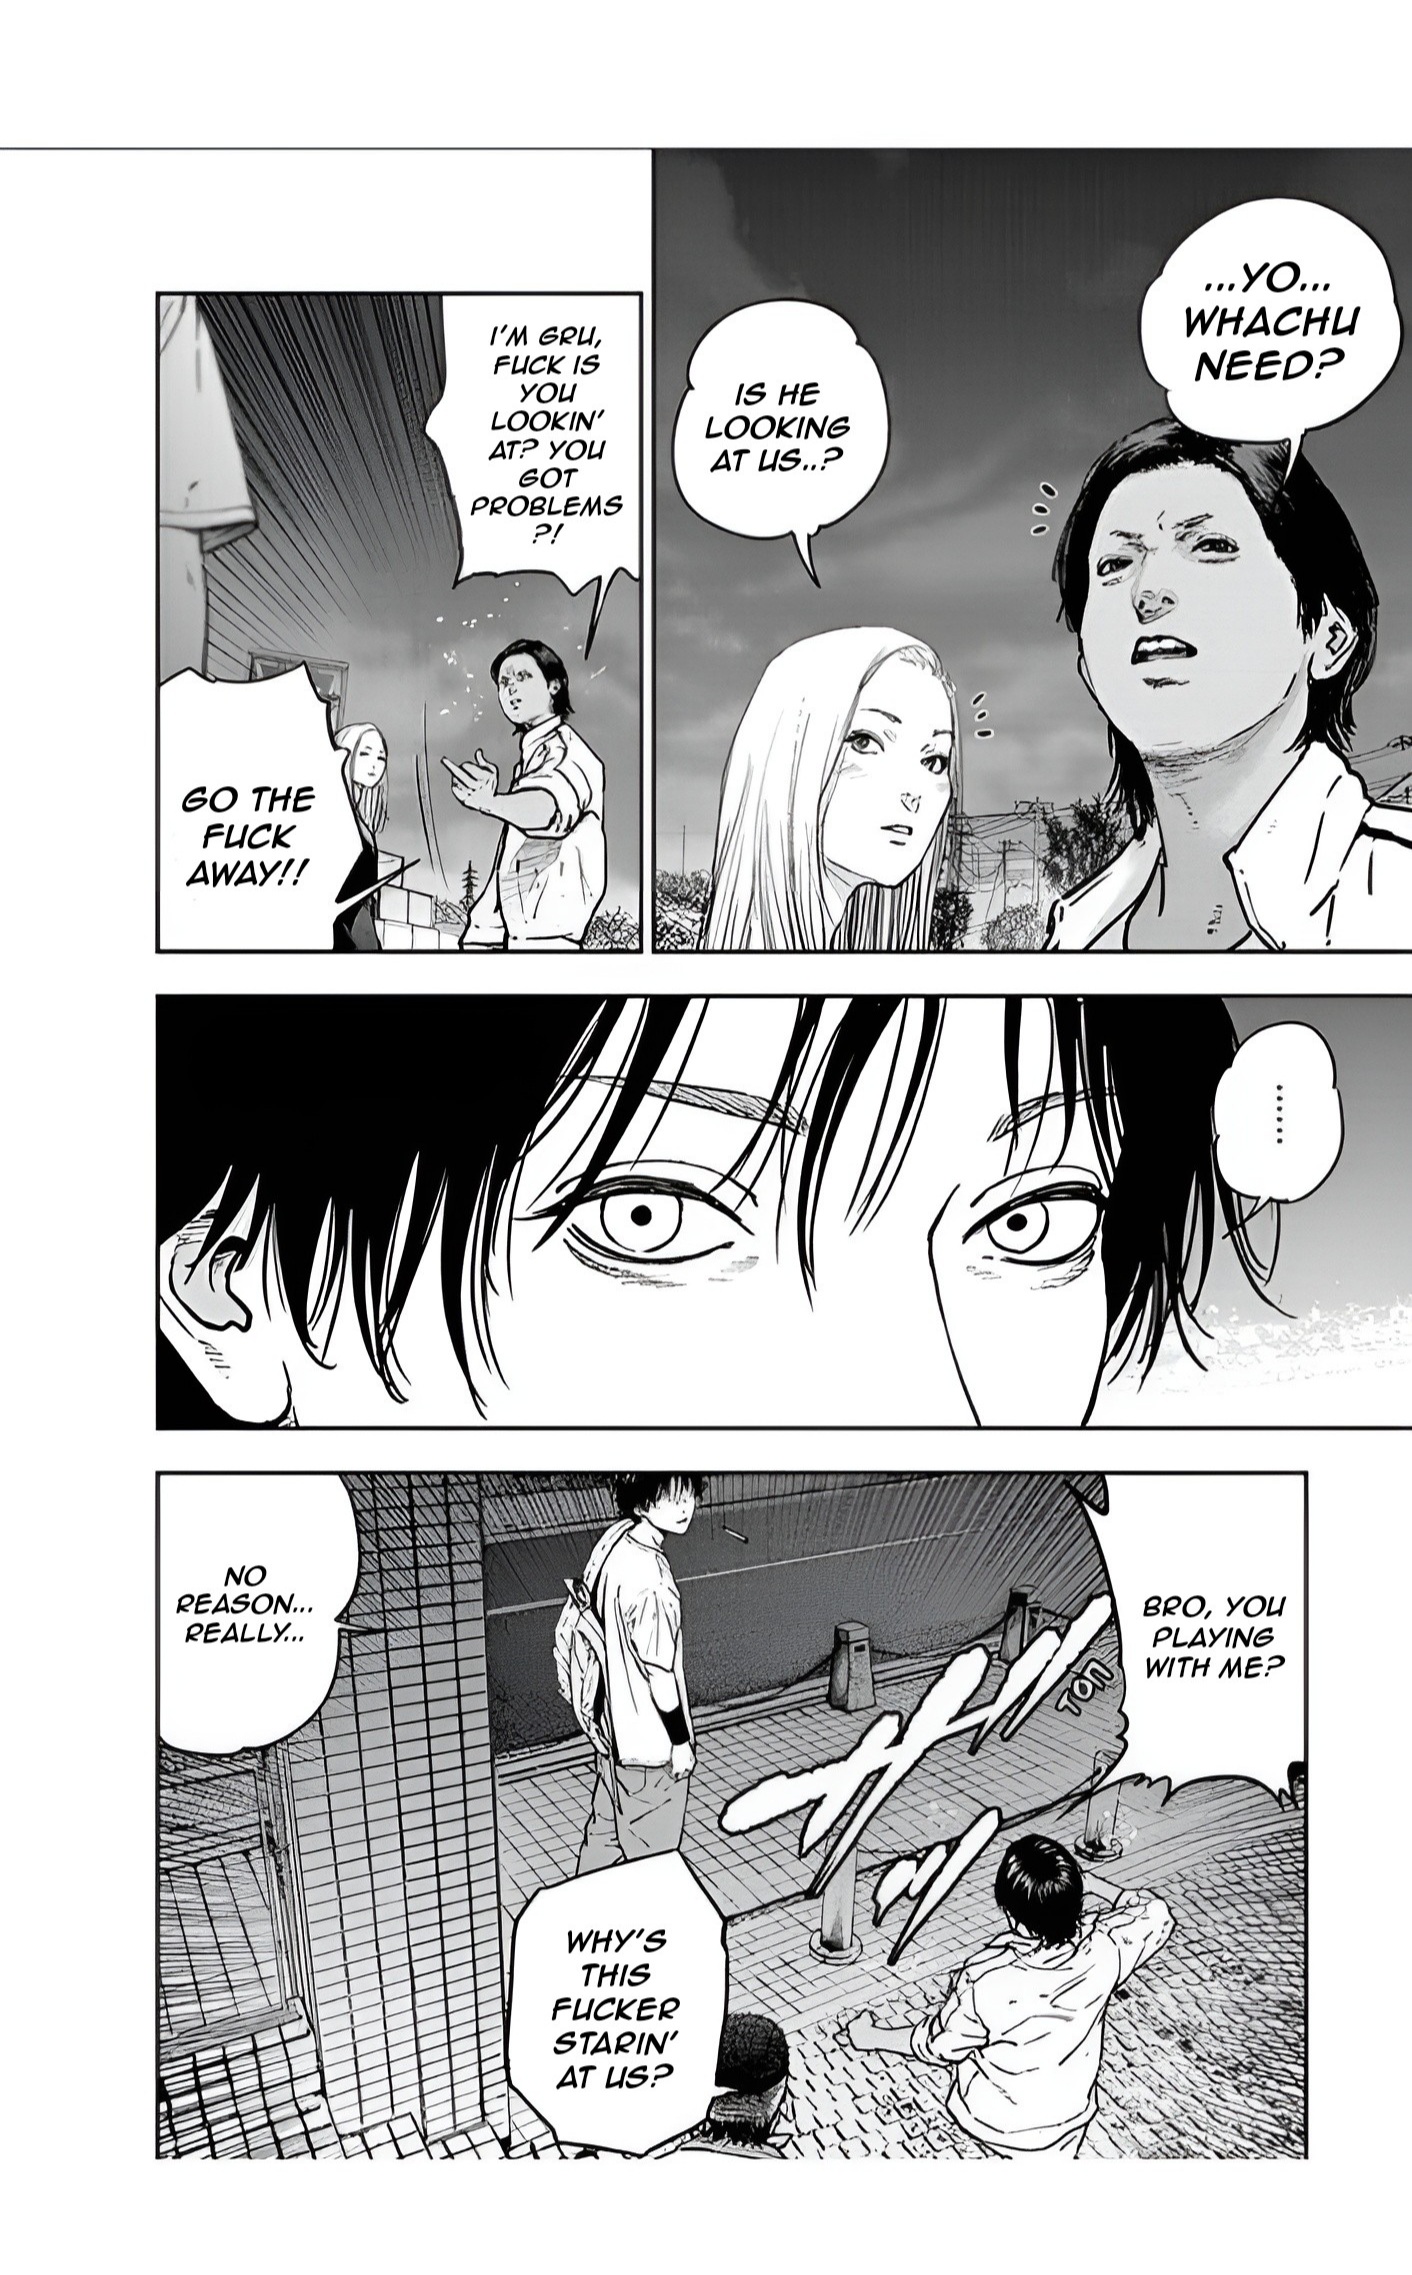 ...YO...
WHACHU
NEED?
IS HE
LOOKING
AT US..?
I'M GRU,
FUCK IS
YOU
LOOKIN'
AT? YOU
GOT
PROBLEMS
?!
GO THE
FUCK
AWAY!!
......
BRO, YOU
PLAYING
WITH ME?
ТОП
WHY'S
THIS
FUCKER
STARIN'
AT US?
NO
REASON...
REALLY...